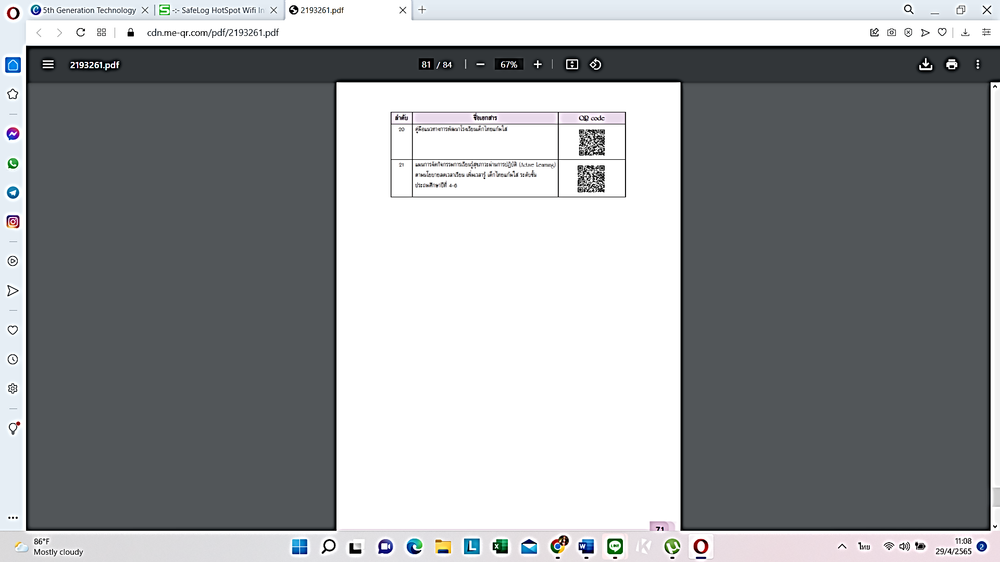 5th Generation Technology
-:- SafeLog HotSpot Wifi In
2193261.pdf
cdn.me-qr.com/pdf/2193261.pdf
2193261.pdf
81 / 84
67%
ลำดับ ชื่อเอกสาร QR code
20 คู่มือแนวทางการพัฒนาโรงเรียนเด็กไทยแก้มใส
21 แผนการจัดกิจกรรมการเรียนรู้สุขภาวะผ่านการปฏิบัติ (Active Learning)
ตามนโยบายลดเวลาเรียน เพิ่มเวลารู้ เด็กไทยแก้มใส ระดับชั้น
ประถมศึกษาปีที่ 4-6
71
86°F
Mostly cloudy
ไทย
11:08
29/4/2565
2